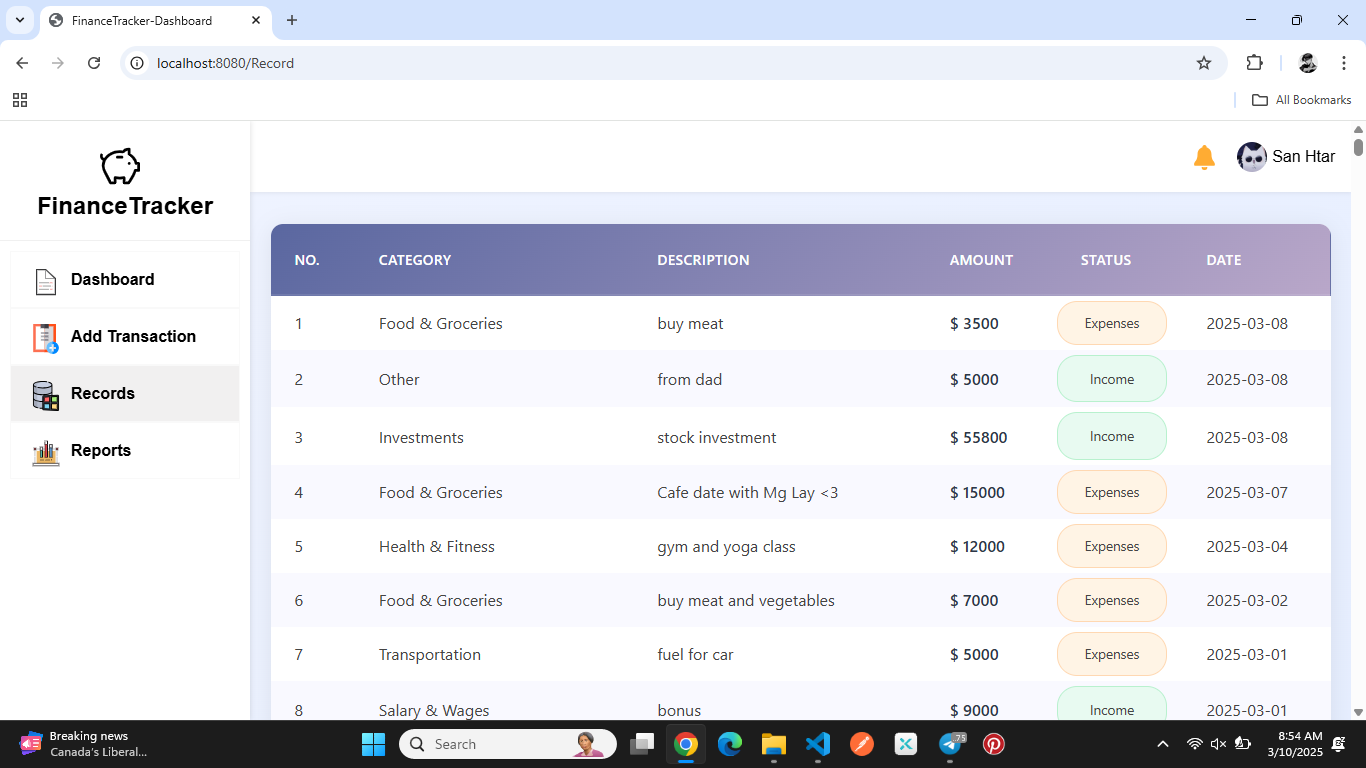 FinanceTracker-Dashboard
localhost:8080/Record
All Bookmarks
San Htar
FinanceTracker
Dashboard
Add Transaction
Records
Reports
NO. CATEGORY DESCRIPTION AMOUNT STATUS DATE
1 Food & Groceries buy meat $ 3500 Expenses 2025-03-08
2 Other from dad $ 5000 Income 2025-03-08
3 Investments stock investment $ 55800 Income 2025-03-08
4 Food & Groceries Cafe date with Mg Lay <3 $ 15000 Expenses 2025-03-07
5 Health & Fitness gym and yoga class $ 12000 Expenses 2025-03-04
6 Food & Groceries buy meat and vegetables $ 7000 Expenses 2025-03-02
7 Transportation fuel for car $ 5000 Expenses 2025-03-01
8 Salary & Wages bonus $ 9000 Income 2025-03-01
Breaking news
Canada's Liberal...
Search
.75
8:54 AM
3/10/2025